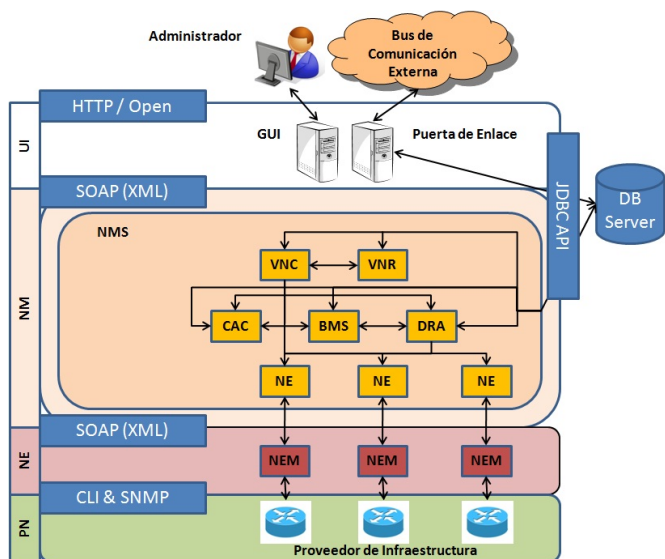 Administrador
Bus de
Comunicación
Externa
HTTP / Open
UI
GUI
Puerta de Enlace
JDBC API
DB
Server
SOAP (XML)
NM
NMS
VNC
VNR
CAC
BMS
DRA
NE
NE
NE
SOAP (XML)
NE
NEM
NEM
NEM
CLI & SNMP
PN
Proveedor de Infraestructura